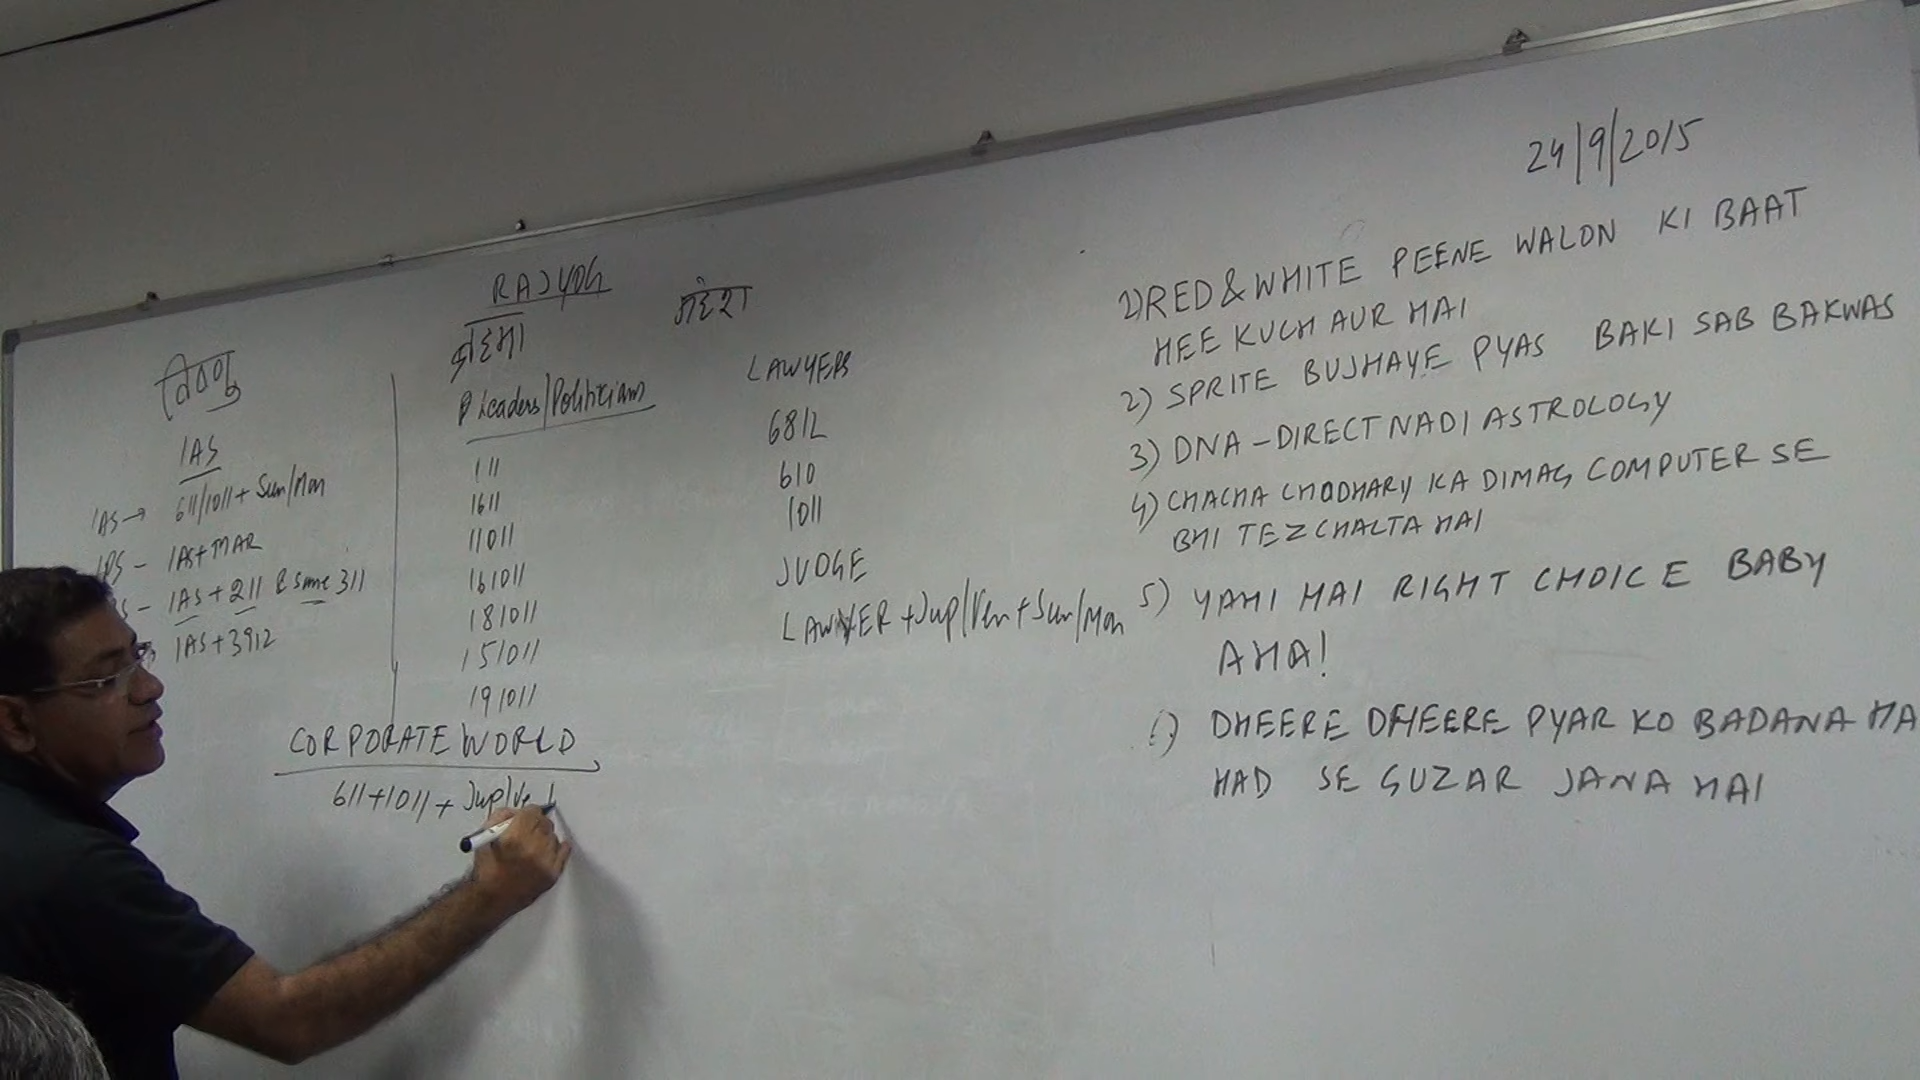 24/9/2015
RAJYOG
विष्णु
ब्रह्मा
महेश
IAS
IAS → 611/1011 + Sun/Mon
IPS - IAS + MAR
- IAS + 211 & some 311
IAS + 3912
Leaders/Politicians
111
1611
11011
161011
181011
151011
191011
LAWYERS
6812
610
1011
JUDGE
LAWYER + Jup/Ven + Sun/Mon
CORPORATE WORLD
611 + 1011 + Jup/Ve
1) RED & WHITE PEENE WALON KI BAAT
HEE KUCH AUR HAI
2) SPRITE BUJHAYE PYAS BAKI SAB BAKWAS
3) DNA - DIRECT NADI ASTROLOGY
4) CHACHA CHODHARY KA DIMAG COMPUTER SE
BHI TEZ CHALTA HAI
5) YAHI HAI RIGHT CHOICE BABY
AHA!
DHEERE DHEERE PYAR KO BADANA HA
HAD SE GUZAR JANA HAI